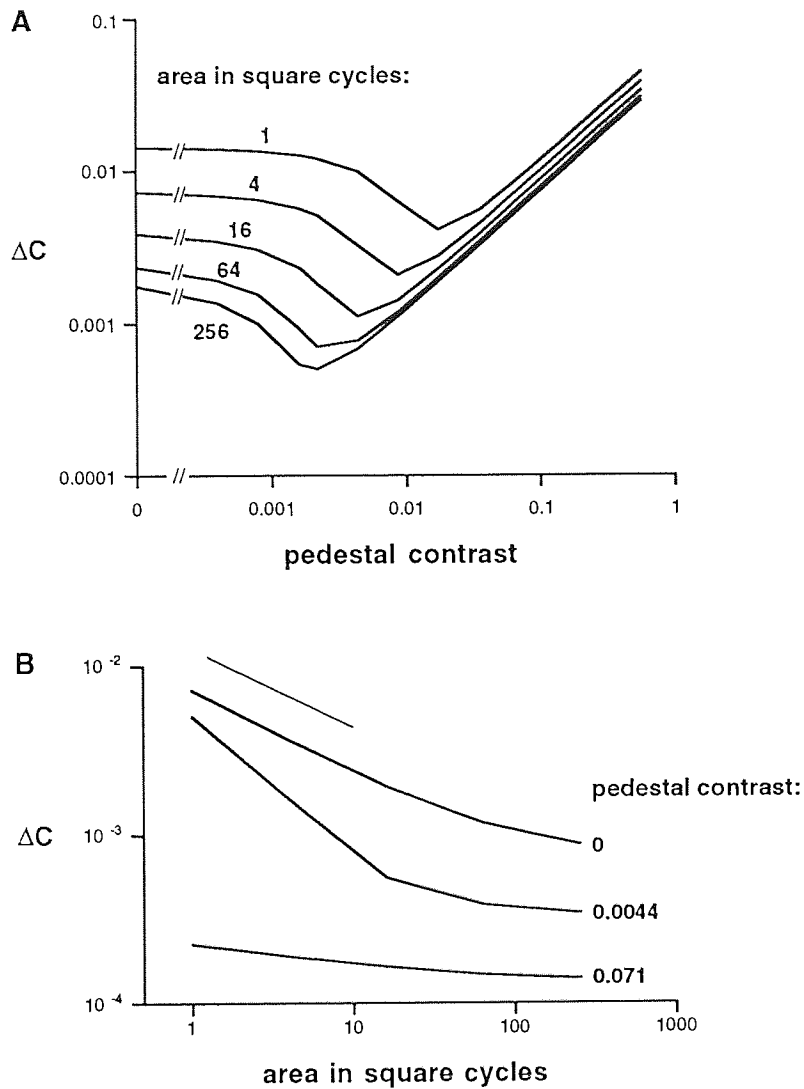 A
0.1
area in square cycles:
1
0.01
4
ΔC
16
64
0.001
256
0.0001
//
//
//
//
//
//
0 0.001 0.01 0.1 1
pedestal contrast
B
10 -2
pedestal contrast:
ΔC
10 -3
0
0.0044
0.071
10 -4
1 10 100 1000
area in square cycles